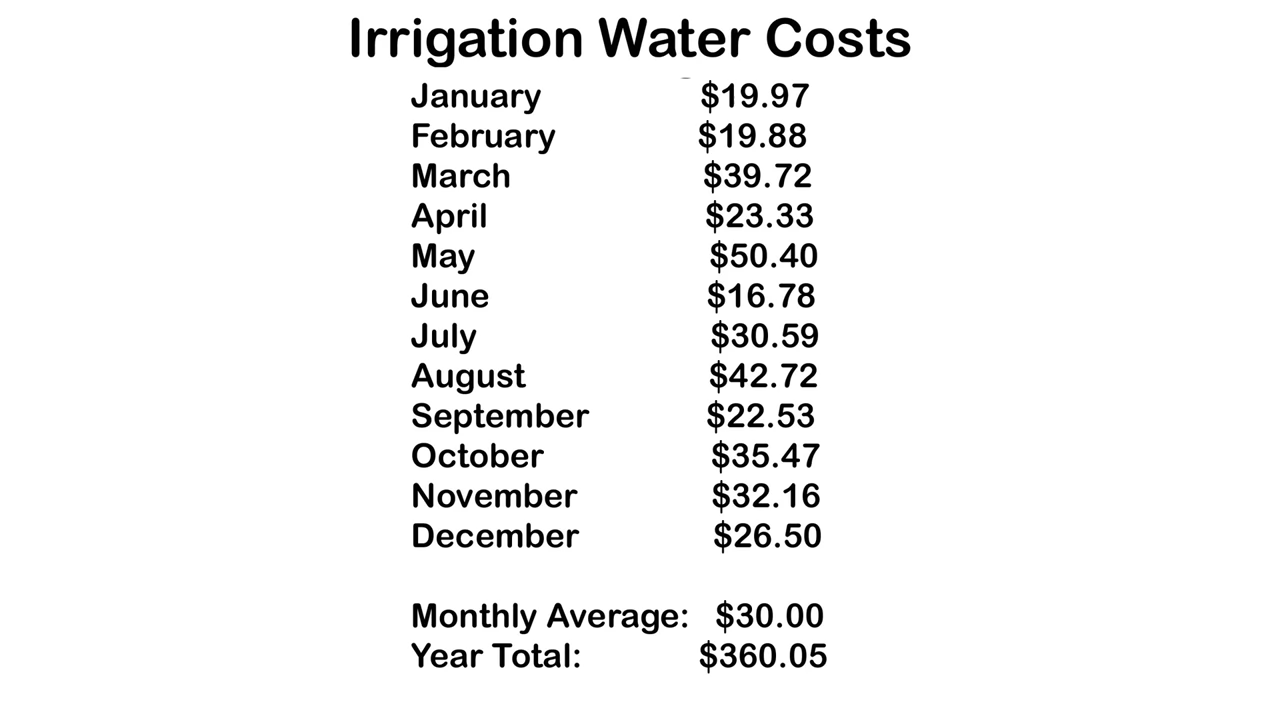 Irrigation Water Costs
January $19.97
February $19.88
March $39.72
April $23.33
May $50.40
June $16.78
July $30.59
August $42.72
September $22.53
October $35.47
November $32.16
December $26.50
Monthly Average: $30.00
Year Total: $360.05